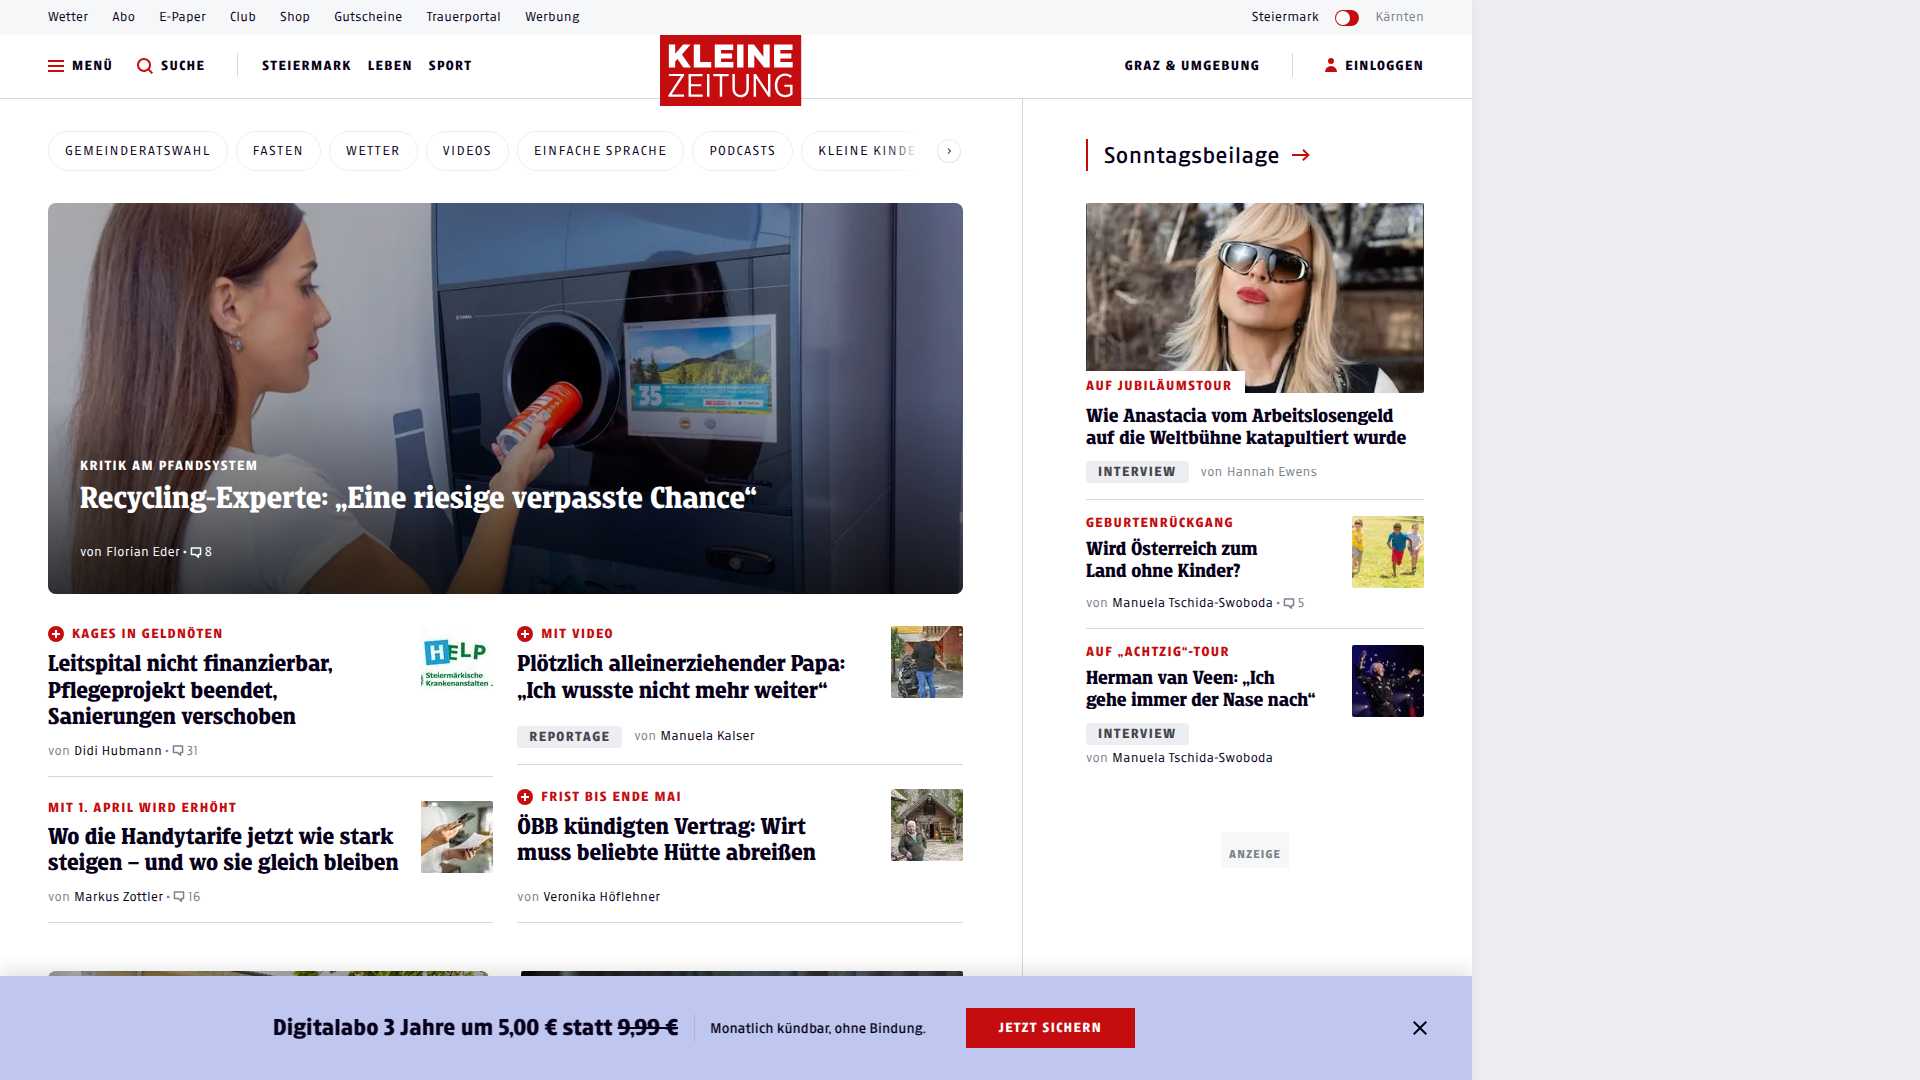 Wetter Abo E-Paper Club Shop Gutscheine Trauerportal Werbung Steiermark Kärnten
MENÜ SUCHE STEIERMARK LEBEN SPORT KLEINE ZEITUNG GRAZ & UMGEBUNG EINLOGGEN
GEMEINDERATSWAHL FASTEN WETTER VIDEOS EINFACHE SPRACHE PODCASTS KLEINE KINDE
KRITIK AM PFANDSYSTEM
Recycling-Experte: „Eine riesige verpasste Chance“
von Florian Eder • 8
35
KAGES IN GELDNÖTEN
Leitspital nicht finanzierbar,
Pflegeprojekt beendet,
Sanierungen verschoben
von Didi Hubmann • 31
HELP
Steiermärkische
Krankenanstalten
MIT 1. APRIL WIRD ERHÖHT
Wo die Handytarife jetzt wie stark
steigen – und wo sie gleich bleiben
von Markus Zottler • 16
MIT VIDEO
Plötzlich alleinerziehender Papa:
„Ich wusste nicht mehr weiter“
REPORTAGE von Manuela Kalser
FRIST BIS ENDE MAI
ÖBB kündigten Vertrag: Wirt
muss beliebte Hütte abreißen
von Veronika Höflehner
Sonntagsbeilage
AUF JUBILÄUMSTOUR
Wie Anastacia vom Arbeitslosengeld
auf die Weltbühne katapultiert wurde
INTERVIEW von Hannah Ewens
GEBURTENRÜCKGANG
Wird Österreich zum
Land ohne Kinder?
von Manuela Tschida-Swoboda • 5
AUF „ACHTZIG“-TOUR
Herman van Veen: „Ich
gehe immer der Nase nach“
INTERVIEW
von Manuela Tschida-Swoboda
ANZEIGE
Digitalabo 3 Jahre um 5,00 € statt 9,99 € Monatlich kündbar, ohne Bindung. JETZT SICHERN